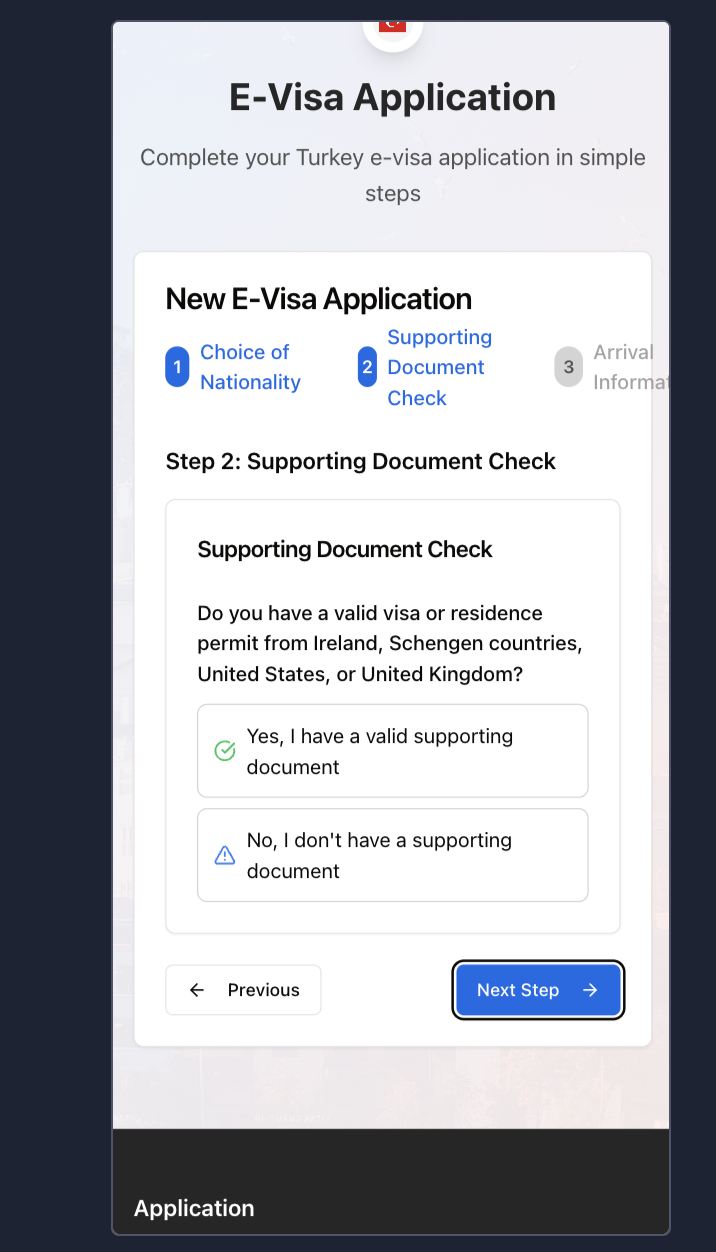 E-Visa Application
Complete your Turkey e-visa application in simple
steps
New E-Visa Application
1
Choice of
Nationality
2
Supporting
Document
Check
3
Arrival
Step 2: Supporting Document Check
Supporting Document Check
Do you have a valid visa or residence
permit from Ireland, Schengen countries,
United States, or United Kingdom?
Yes, I have a valid supporting
document
No, I don't have a supporting
document
Previous
Next Step
Application